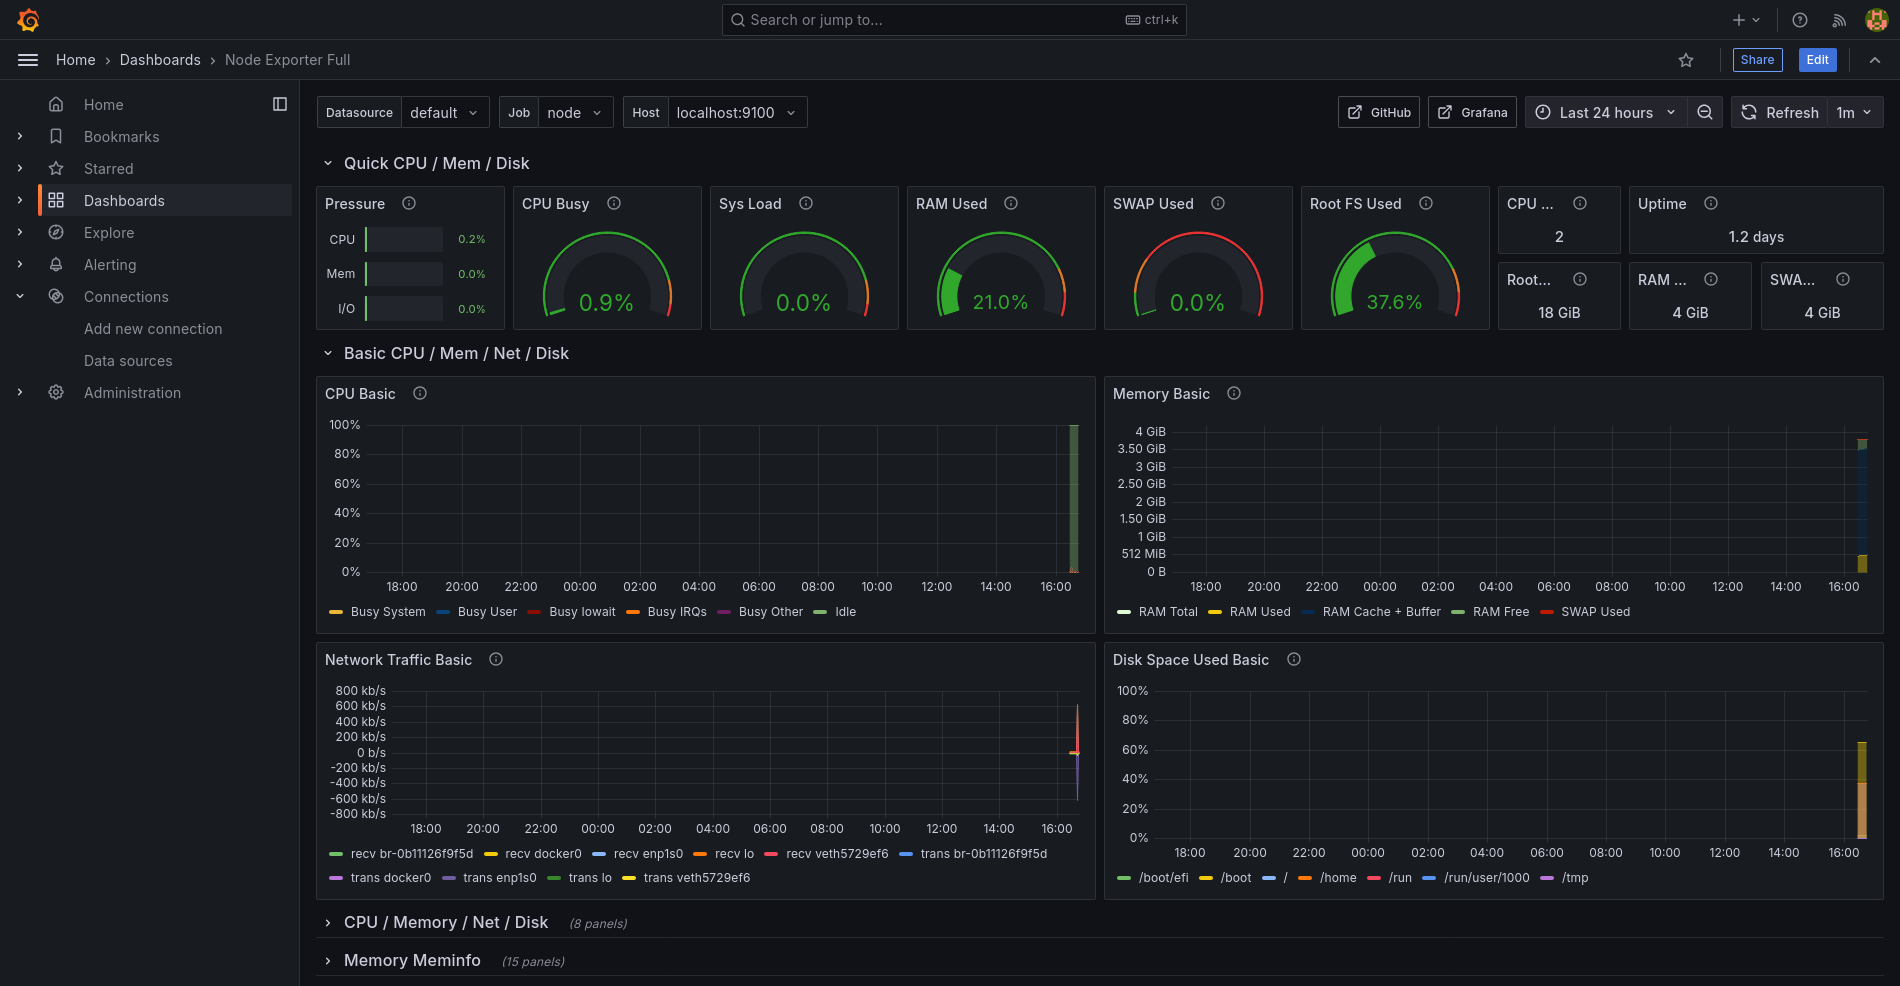 Search or jump to...
ctrl+k
Home › Dashboards › Node Exporter Full
Share
Edit
Home
Bookmarks
Starred
Dashboards
Explore
Alerting
Connections
Add new connection
Data sources
Administration
Datasource default
Job node
Host localhost:9100
GitHub
Grafana
Last 24 hours
Refresh 1m
Quick CPU / Mem / Disk
Pressure
CPU 0.2%
Mem 0.0%
I/O 0.0%
CPU Busy
0.9%
Sys Load
0.0%
RAM Used
21.0%
SWAP Used
0.0%
Root FS Used
37.6%
CPU ...
2
Uptime
1.2 days
Root...
18 GiB
RAM ...
4 GiB
SWA...
4 GiB
Basic CPU / Mem / Net / Disk
CPU Basic
100%
80%
60%
40%
20%
0%
18:00 20:00 22:00 00:00 02:00 04:00 06:00 08:00 10:00 12:00 14:00 16:00
Busy System Busy User Busy Iowait Busy IRQs Busy Other Idle
Memory Basic
4 GiB
3.50 GiB
3 GiB
2.50 GiB
2 GiB
1.50 GiB
1 GiB
512 MiB
0 B
18:00 20:00 22:00 00:00 02:00 04:00 06:00 08:00 10:00 12:00 14:00 16:00
RAM Total RAM Used RAM Cache + Buffer RAM Free SWAP Used
Network Traffic Basic
800 kb/s
600 kb/s
400 kb/s
200 kb/s
0 b/s
-200 kb/s
-400 kb/s
-600 kb/s
-800 kb/s
18:00 20:00 22:00 00:00 02:00 04:00 06:00 08:00 10:00 12:00 14:00 16:00
recv br-0b11126f9f5d recv docker0 recv enp1s0 recv lo recv veth5729ef6 trans br-0b11126f9f5d
trans docker0 trans enp1s0 trans lo trans veth5729ef6
Disk Space Used Basic
100%
80%
60%
40%
20%
0%
18:00 20:00 22:00 00:00 02:00 04:00 06:00 08:00 10:00 12:00 14:00 16:00
/boot/efi /boot / /home /run /run/user/1000 /tmp
CPU / Memory / Net / Disk (8 panels)
Memory Meminfo (15 panels)